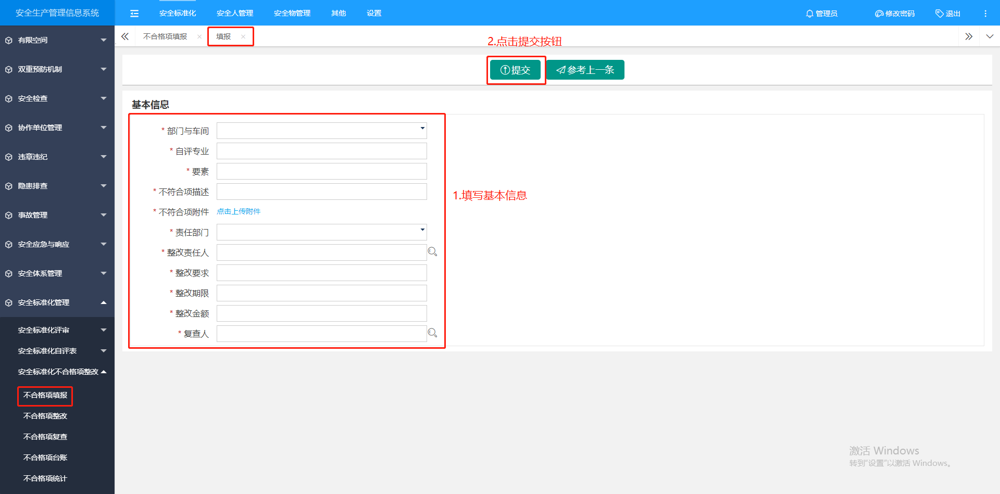 安全生产管理信息系统
安全标准化 安全人管理 安全物管理 其他 设置
管理员 修改密码 退出
不合格项填报 × 填报 ×
2.点击提交按钮
提交 参考上一条
有限空间
双重预防机制
安全检查
协作单位管理
违章违纪
隐患排查
事故管理
安全应急与响应
安全体系管理
安全标准化管理
安全标准化评审
安全标准化自评表
安全标准化不合格项整改
不合格项填报
不合格项整改
不合格项复查
不合格项台账
不合格项统计
基本信息
* 部门与车间
* 自评专业
* 要素
* 不符合项描述
* 不符合项附件 点击上传附件
* 责任部门
* 整改责任人
* 整改要求
* 整改期限
* 整改金额
* 复查人
1.填写基本信息
激活 Windows
转到"设置"以激活 Windows。